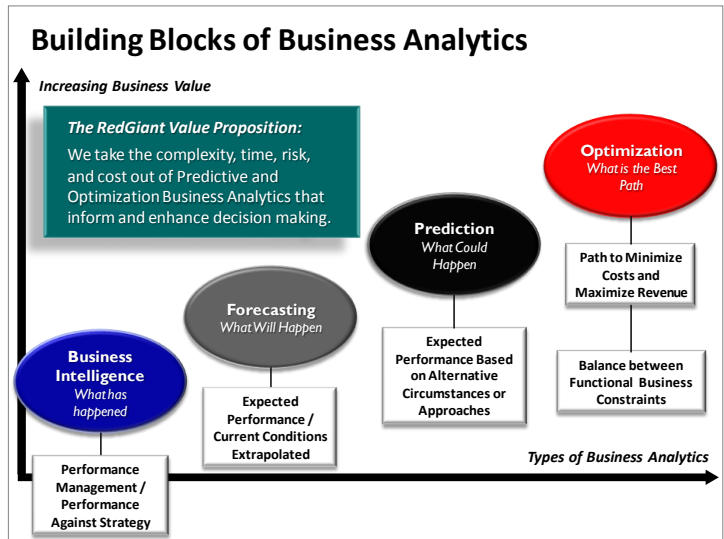 Building Blocks of Business Analytics
Increasing Business Value
The RedGiant Value Proposition:
We take the complexity, time, risk,
and cost out of Predictive and
Optimization Business Analytics that
inform and enhance decision making.
Business
Intelligence
What has
happened
Performance
Management /
Performance
Against Strategy
Forecasting
What Will Happen
Expected
Performance /
Current Conditions
Extrapolated
Prediction
What Could
Happen
Expected
Performance Based
on Alternative
Circumstances or
Approaches
Optimization
What is the Best
Path
Path to Minimize
Costs and
Maximize Revenue
Balance between
Functional Business
Constraints
Types of Business Analytics